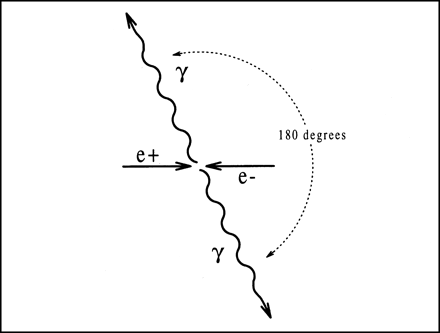 γ
180 degrees
e+
e-
γ